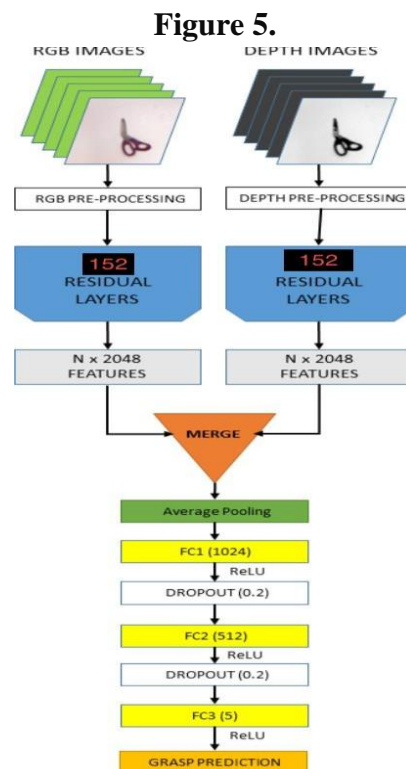 Figure 5.
RGB IMAGES
DEPTH IMAGES
RGB PRE-PROCESSING
DEPTH PRE-PROCESSING
152
RESIDUAL
LAYERS
152
RESIDUAL
LAYERS
N x 2048
FEATURES
N x 2048
FEATURES
MERGE
Average Pooling
FC1 (1024)
ReLU
DROPOUT (0.2)
FC2 (512)
ReLU
DROPOUT (0.2)
FC3 (5)
ReLU
GRASP PREDICTION